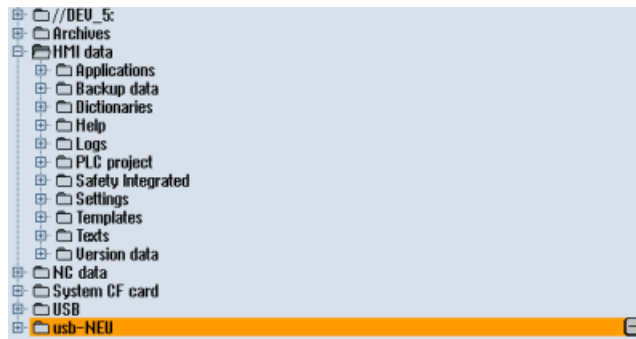 //DEV_5:
Archives
HMI data
Applications
Backup data
Dictionaries
Help
Logs
PLC project
Safety Integrated
Settings
Templates
Texts
Version data
NC data
System CF card
USB
usb-NEU